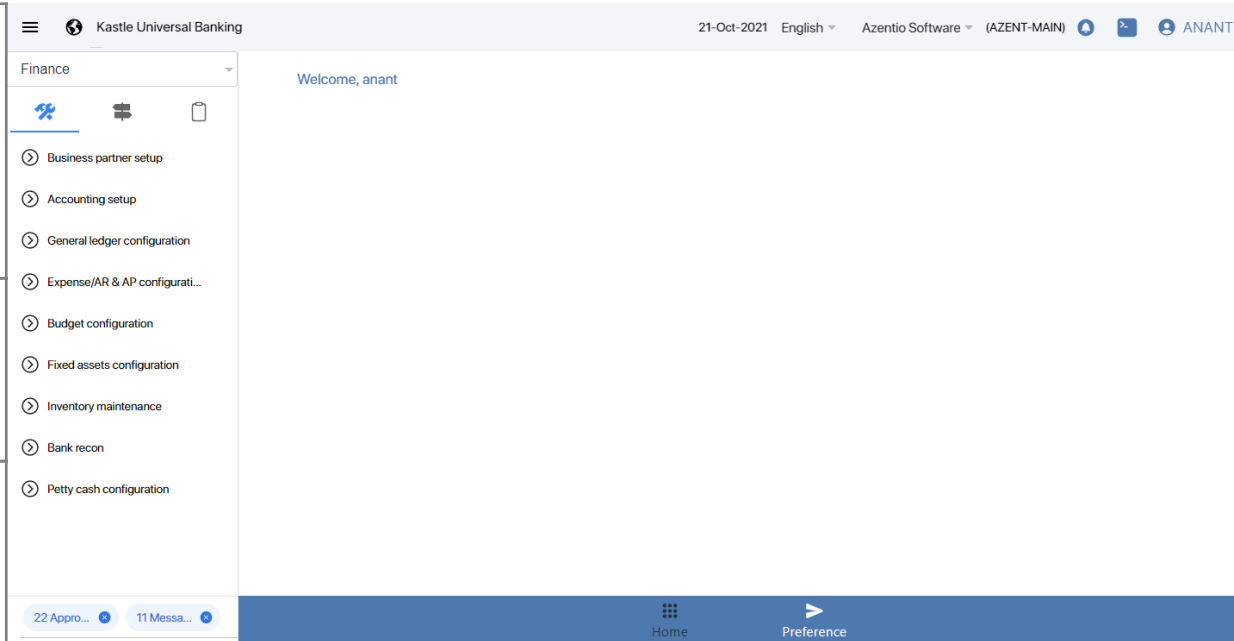 Kastle Universal Banking
21-Oct-2021 English Azentio Software (AZENT-MAIN) ANANT
Finance
Welcome, anant
Business partner setup
Accounting setup
General ledger configuration
Expense/AR & AP configurati...
Budget configuration
Fixed assets configuration
Inventory maintenance
Bank recon
Petty cash configuration
22 Appro... 11 Messa...
Home Preference